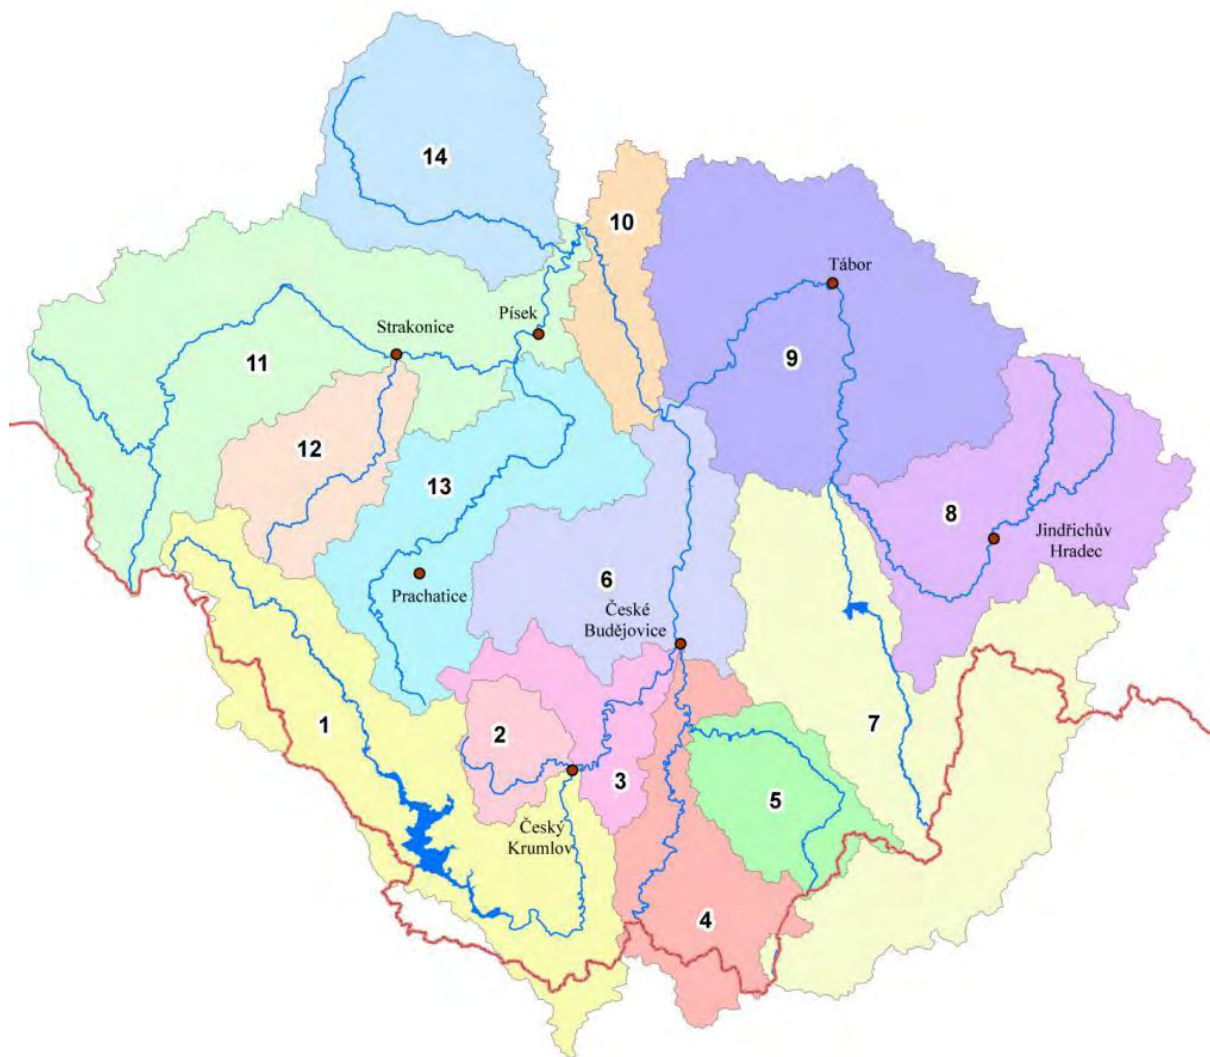 14
10
Tábor
Písek
Strakonice
11
9
12
13
8
Jindřichův
Hradec
6
Prachatice
České
Budějovice
1
2
7
3
5
Český
Krumlov
4